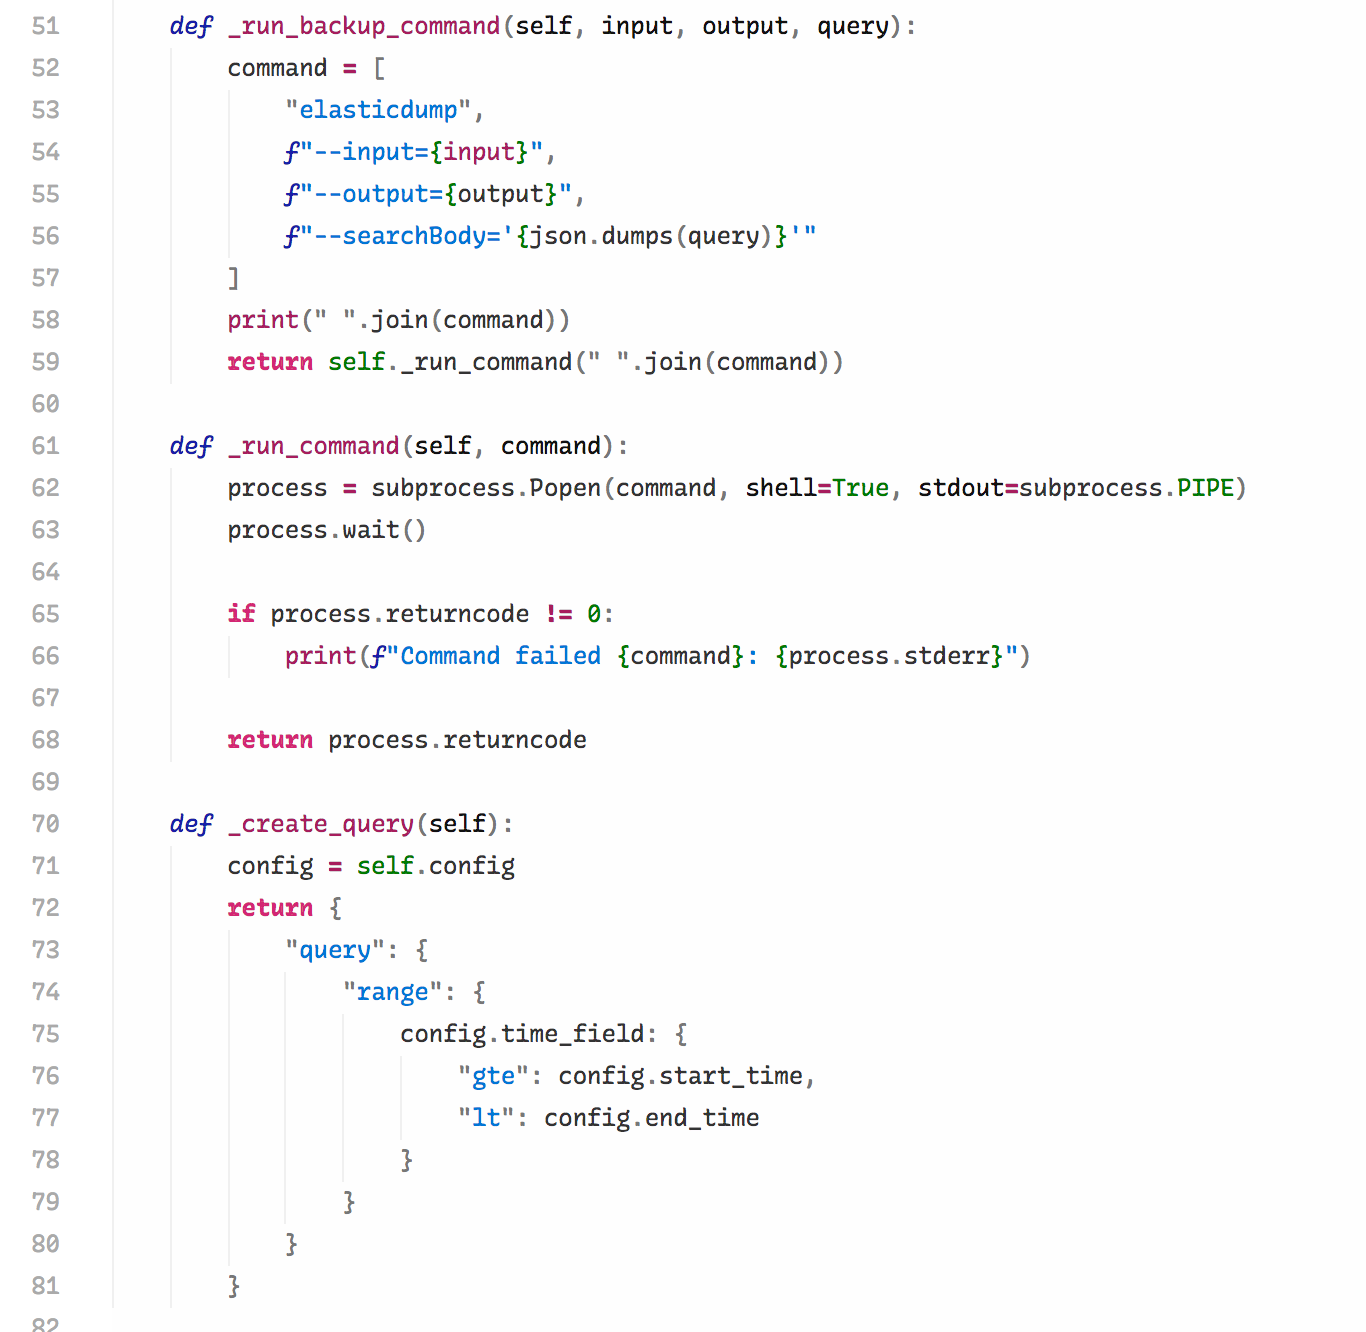 51 def _run_backup_command(self, input, output, query):
52 command = [
53 "elasticdump",
54 f"--input={input}",
55 f"--output={output}",
56 f"--searchBody='{json.dumps(query)}'"
57 ]
58 print(" ".join(command))
59 return self._run_command(" ".join(command))
60
61 def _run_command(self, command):
62 process = subprocess.Popen(command, shell=True, stdout=subprocess.PIPE)
63 process.wait()
64
65 if process.returncode != 0:
66 print(f"Command failed {command}: {process.stderr}")
67
68 return process.returncode
69
70 def _create_query(self):
71 config = self.config
72 return {
73 "query": {
74 "range": {
75 config.time_field: {
76 "gte": config.start_time,
77 "lt": config.end_time
78 }
79 }
80 }
81 }
82